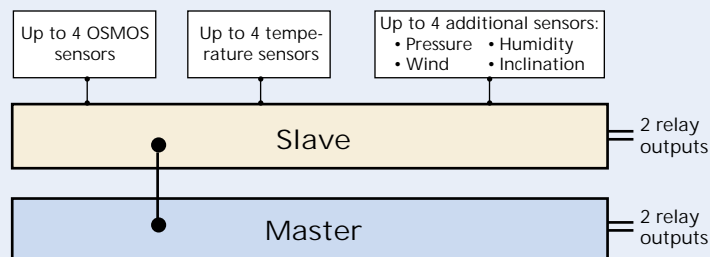 Up to 4 OSMOS
sensors
Up to 4 tempe-
rature sensors
Up to 4 additional sensors:
• Pressure • Humidity
• Wind • Inclination
Slave
2 relay
outputs
Master
2 relay
outputs